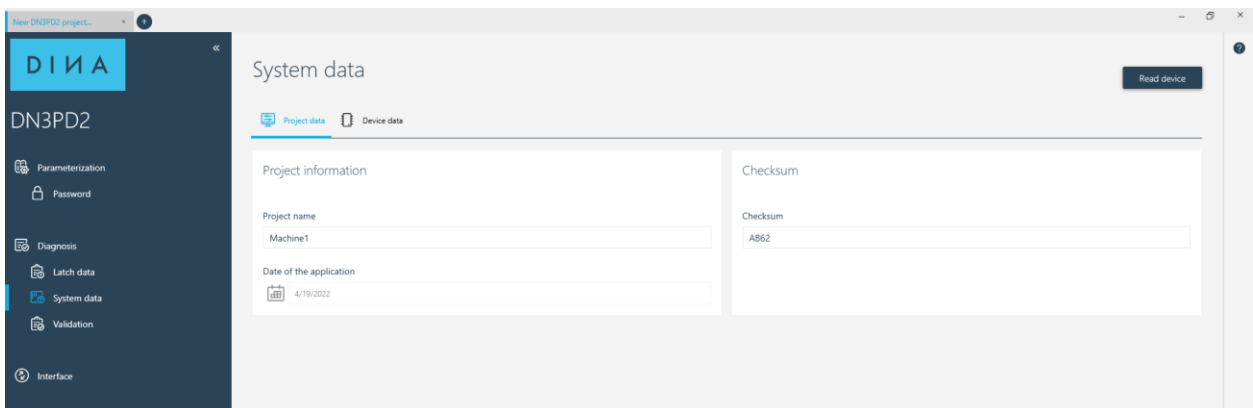 New DN3PD2 project...
DINA
DN3PD2
Parameterization
Password
Diagnosis
Latch data
System data
Validation
Interface
System data
Read device
Project data
Device data
Project information
Project name
Machine1
Date of the application
4/19/2022
Checksum
Checksum
AB62